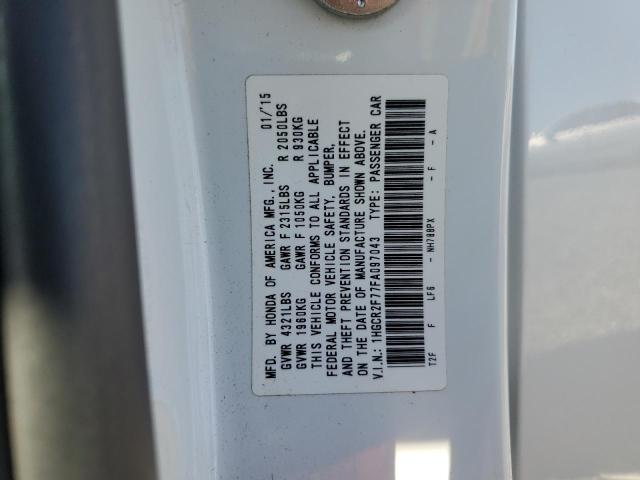 MFD. BY HONDA OF AMERICA MFG., INC. 01/'15
GVWR 4321LBS GAWR F 2315LBS R 2050LBS
GVWR 1960KG GAWR F 1050KG R 930KG
THIS VEHICLE CONFORMS TO ALL APPLICABLE
FEDERAL MOTOR VEHICLE SAFETY, BUMPER,
AND THEFT PREVENTION STANDARDS IN EFFECT
ON THE DATE OF MANUFACTURE SHOWN ABOVE.
V.I.N.: 1HGCR2F77FA097043 TYPE: PASSENGER CAR
T2F F LFG - NH788PX - F - A